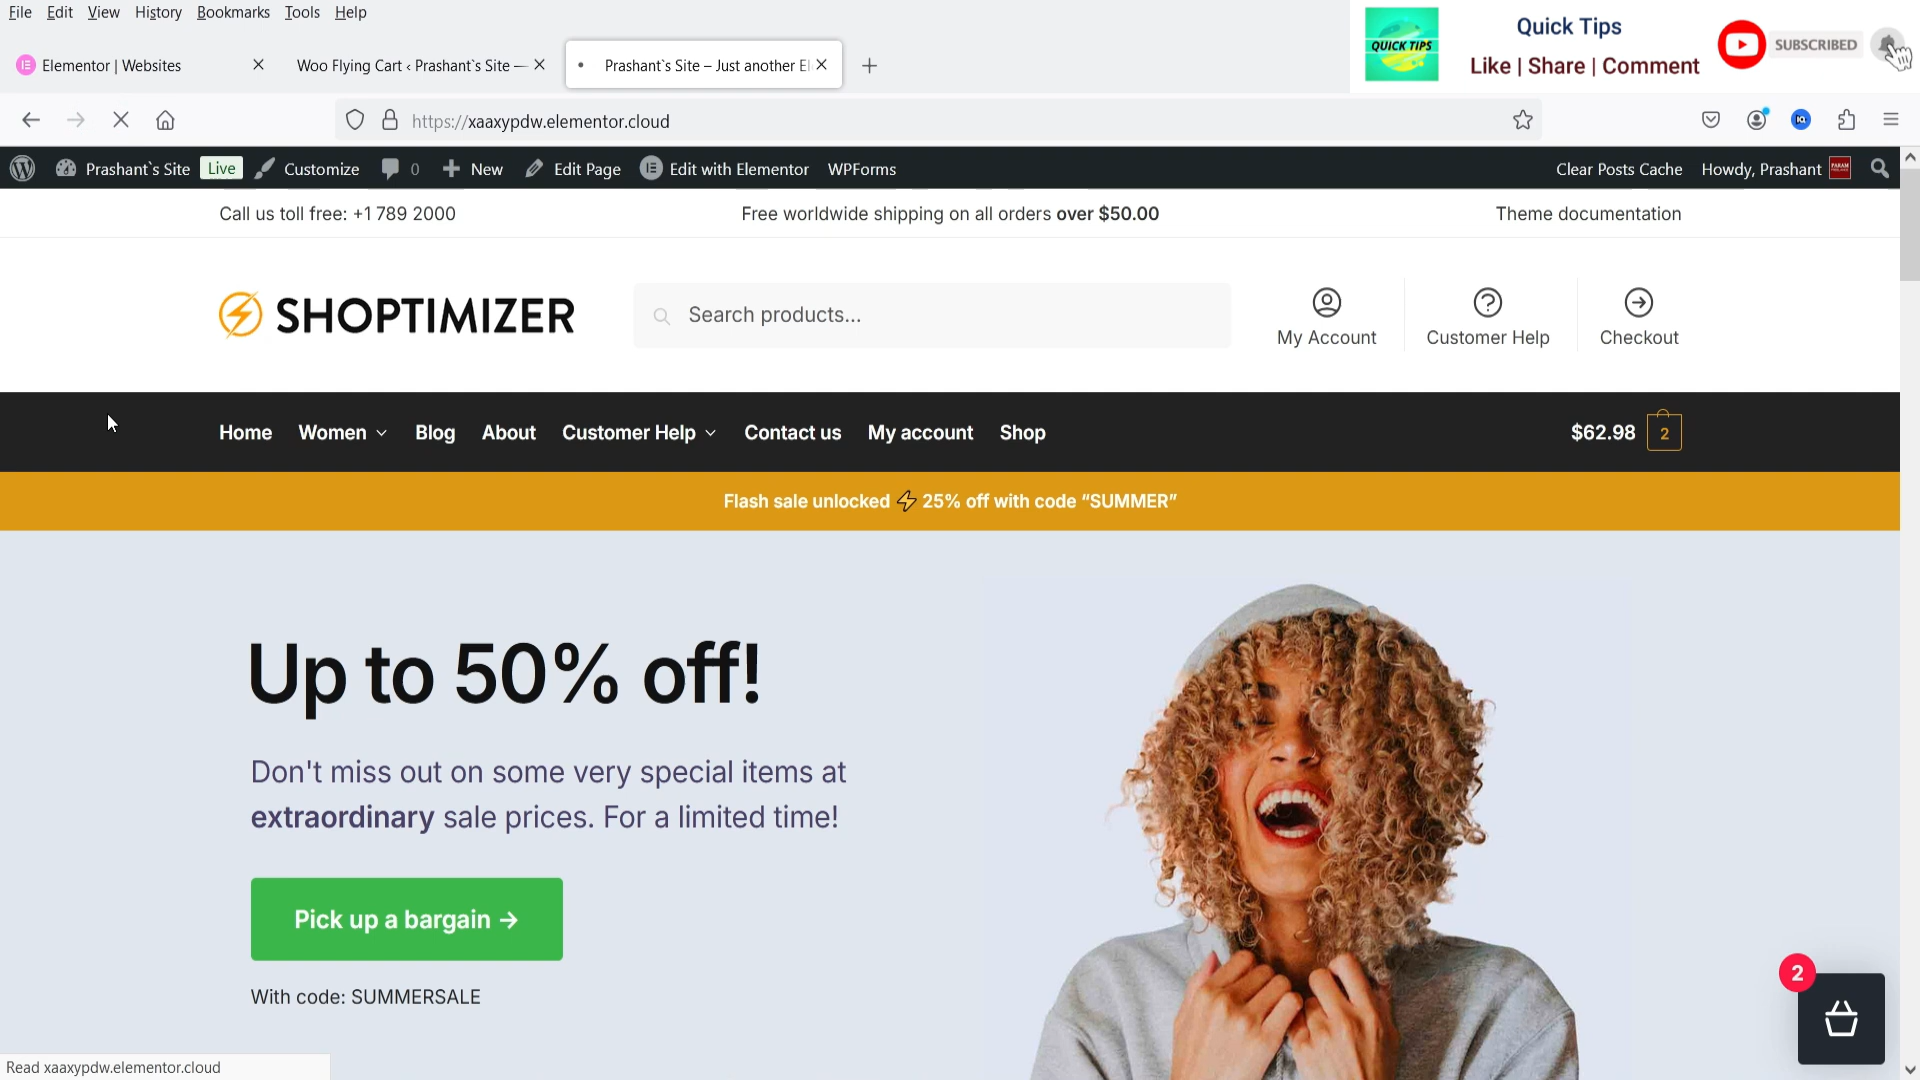 File Edit View History Bookmarks Tools Help
Elementor | Websites
Woo Flying Cart ‹ Prashant`s Site —
Prashant`s Site – Just another El
QUICK TIPS
Quick Tips
Like | Share | Comment
SUBSCRIBED
https://xaaxypdw.elementor.cloud
Prashant`s Site Live Customize 0 New Edit Page Edit with Elementor WPForms
Clear Posts Cache Howdy, Prashant
Call us toll free: +1 789 2000
Free worldwide shipping on all orders over $50.00
Theme documentation
SHOPTIMIZER
Search products...
My Account
Customer Help
Checkout
Home Women Blog About Customer Help Contact us My account Shop
$62.98 2
Flash sale unlocked ⚡ 25% off with code “SUMMER”
Up to 50% off!
Don't miss out on some very special items at
extraordinary sale prices. For a limited time!
Pick up a bargain →
With code: SUMMERSALE
2
Read xaaxypdw.elementor.cloud